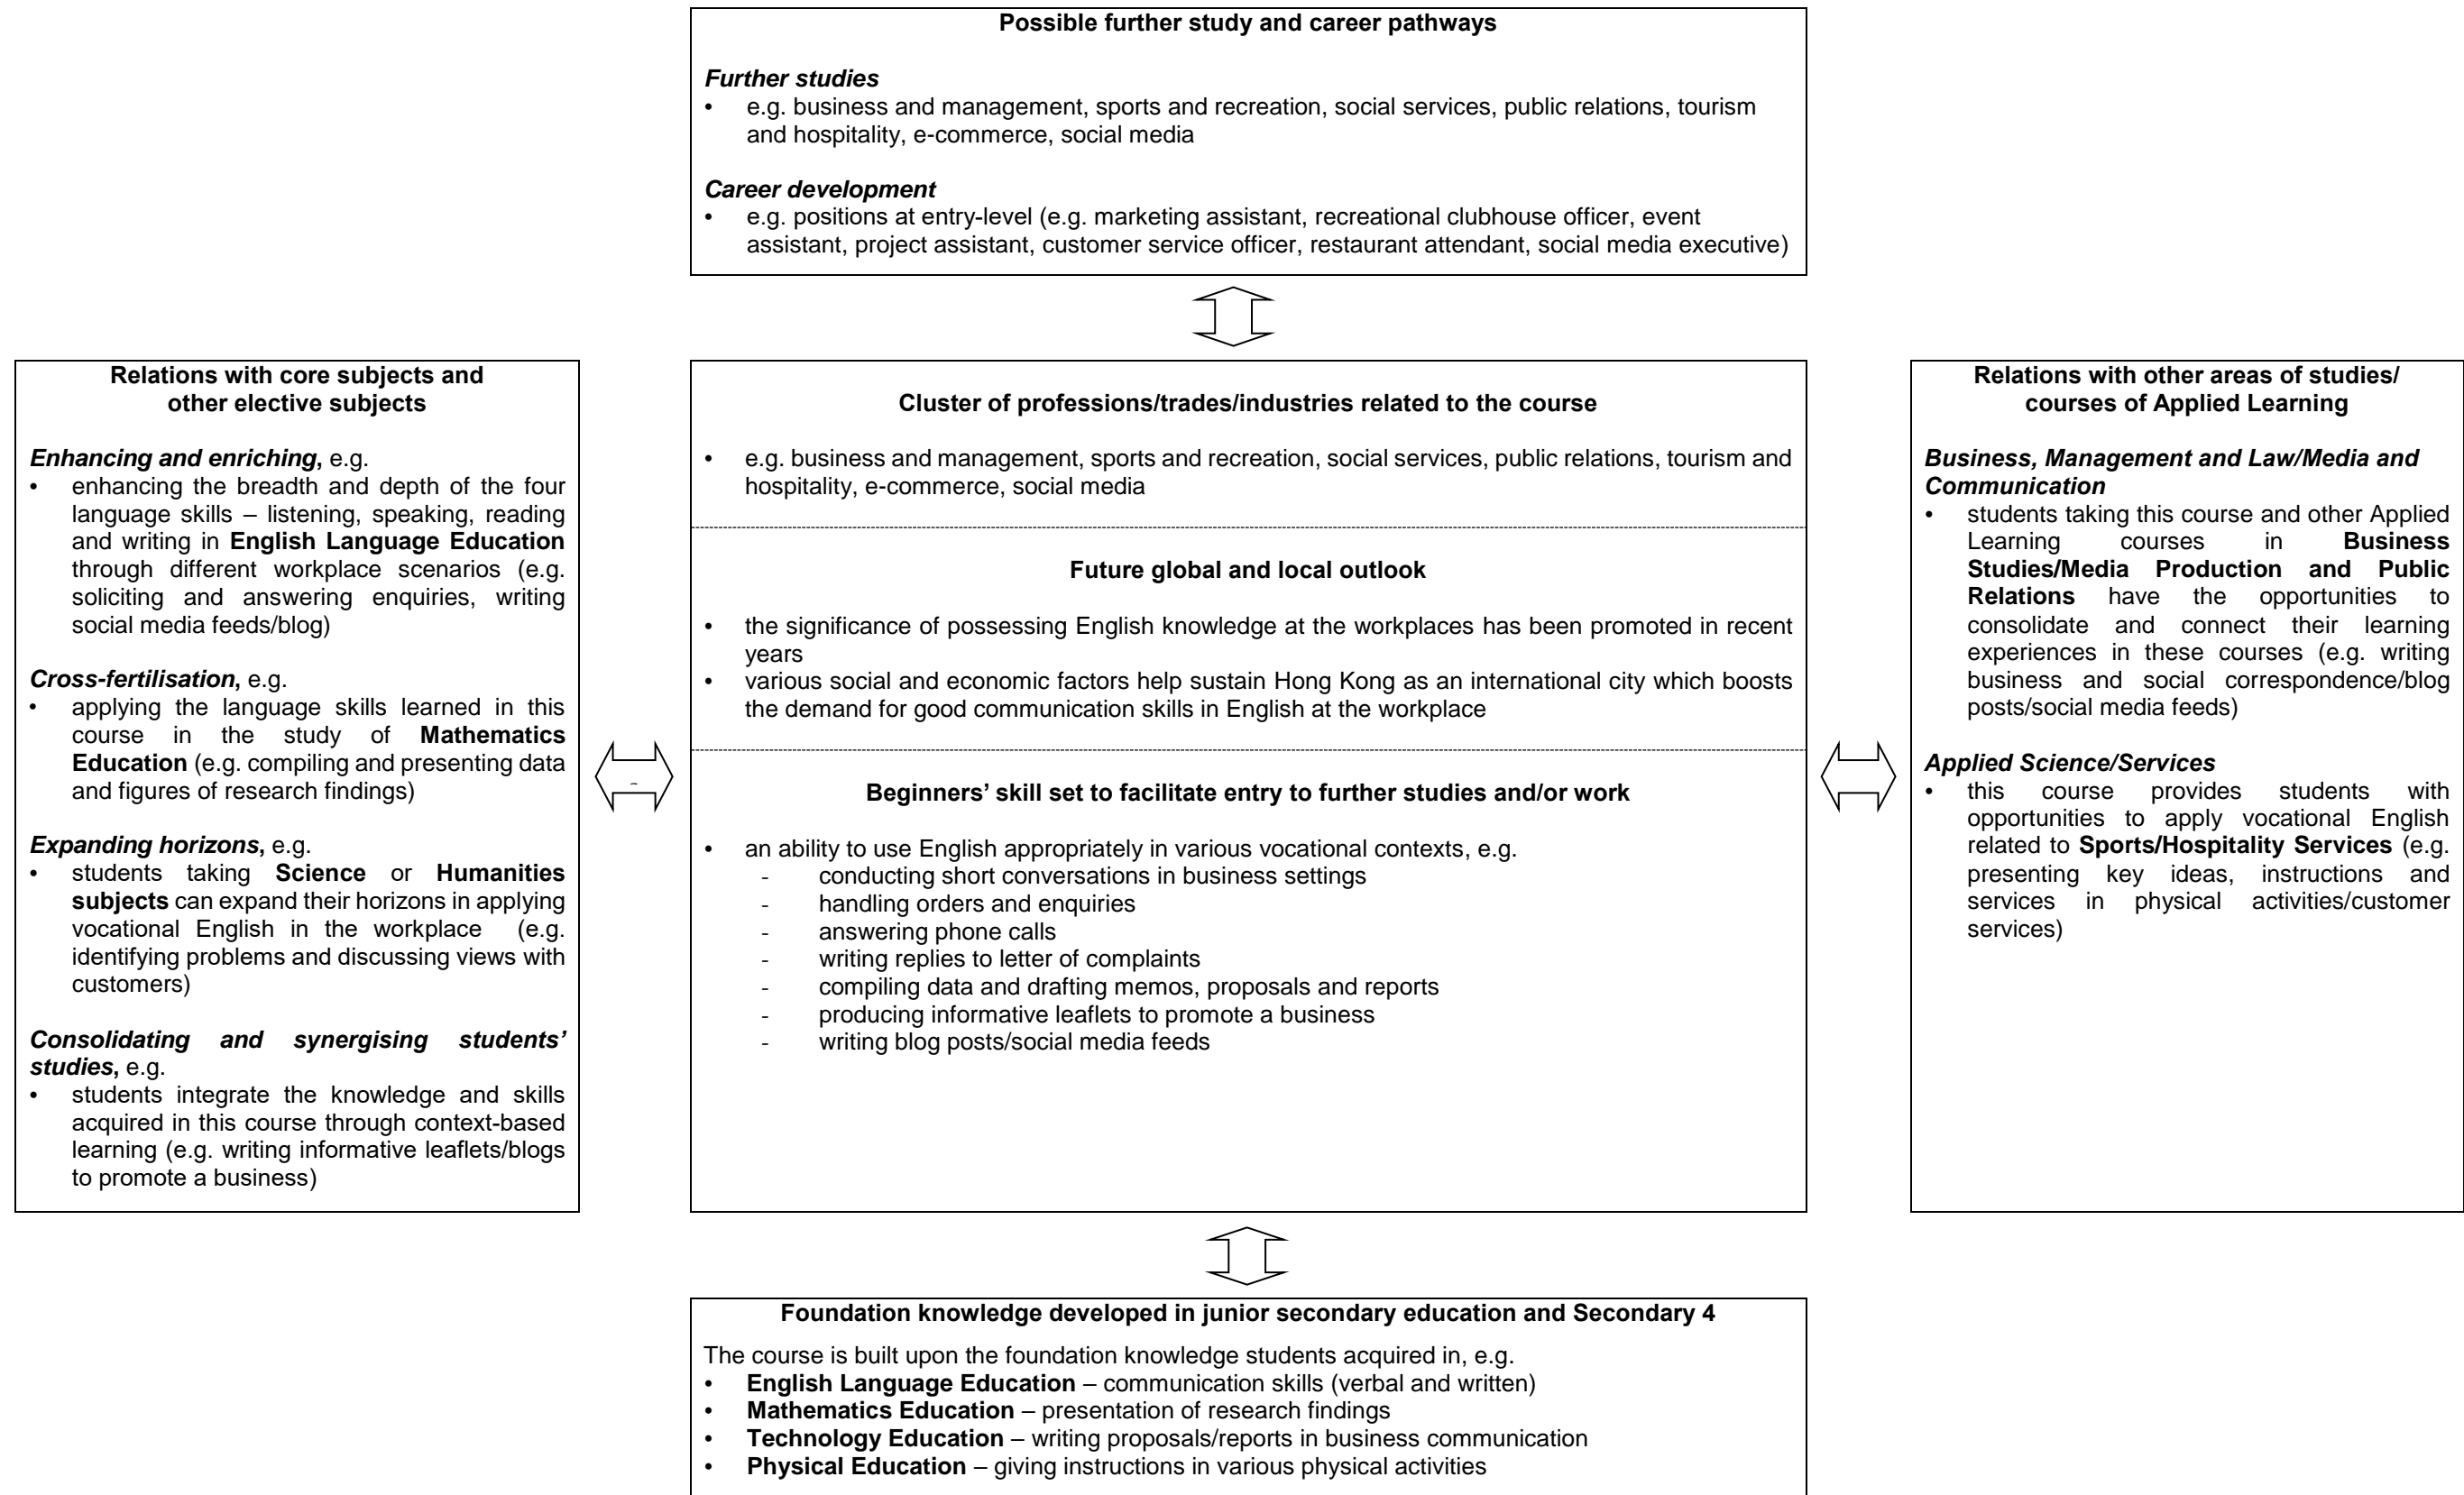 Possible further study and career pathways
Further studies
• e.g. business and management, sports and recreation, social services, public relations, tourism
and hospitality, e-commerce, social media
Career development
• e.g. positions at entry-level (e.g. marketing assistant, recreational clubhouse officer, event
assistant, project assistant, customer service officer, restaurant attendant, social media executive)
Relations with core subjects and
other elective subjects
Enhancing and enriching, e.g.
• enhancing the breadth and depth of the four
language skills – listening, speaking, reading
and writing in English Language Education
through different workplace scenarios (e.g.
soliciting and answering enquiries, writing
social media feeds/blog)
Cross-fertilisation, e.g.
• applying the language skills learned in this
course in the study of Mathematics
Education (e.g. compiling and presenting data
and figures of research findings)
Expanding horizons, e.g.
• students taking Science or Humanities
subjects can expand their horizons in applying
vocational English in the workplace (e.g.
identifying problems and discussing views with
customers)
Consolidating and synergising students’
studies, e.g.
• students integrate the knowledge and skills
acquired in this course through context-based
learning (e.g. writing informative leaflets/blogs
to promote a business)
Cluster of professions/trades/industries related to the course
• e.g. business and management, sports and recreation, social services, public relations, tourism and
hospitality, e-commerce, social media
Future global and local outlook
• the significance of possessing English knowledge at the workplaces has been promoted in recent
years
• various social and economic factors help sustain Hong Kong as an international city which boosts
the demand for good communication skills in English at the workplace
Beginners’ skill set to facilitate entry to further studies and/or work
• an ability to use English appropriately in various vocational contexts, e.g.
- conducting short conversations in business settings
- handling orders and enquiries
- answering phone calls
- writing replies to letter of complaints
- compiling data and drafting memos, proposals and reports
- producing informative leaflets to promote a business
- writing blog posts/social media feeds
Relations with other areas of studies/
courses of Applied Learning
Business, Management and Law/Media and
Communication
• students taking this course and other Applied
Learning courses in Business
Studies/Media Production and Public
Relations have the opportunities to
consolidate and connect their learning
experiences in these courses (e.g. writing
business and social correspondence/blog
posts/social media feeds)
Applied Science/Services
• this course provides students with
opportunities to apply vocational English
related to Sports/Hospitality Services (e.g.
presenting key ideas, instructions and
services in physical activities/customer
services)
Foundation knowledge developed in junior secondary education and Secondary 4
The course is built upon the foundation knowledge students acquired in, e.g.
• English Language Education – communication skills (verbal and written)
• Mathematics Education – presentation of research findings
• Technology Education – writing proposals/reports in business communication
• Physical Education – giving instructions in various physical activities